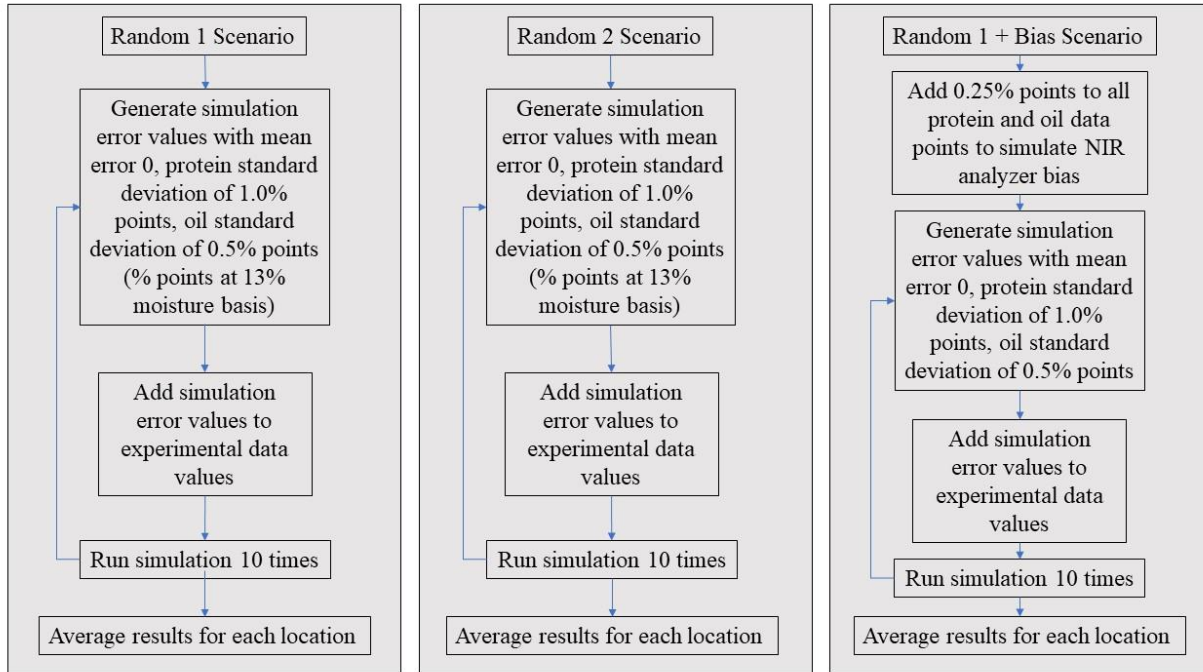 Random 1 Scenario
Generate simulation
error values with mean
error 0, protein standard
deviation of 1.0%
points, oil standard
deviation of 0.5% points
(% points at 13%
moisture basis)
Add simulation
error values to
experimental data
values
Run simulation 10 times
Average results for each location
Random 2 Scenario
Generate simulation
error values with mean
error 0, protein standard
deviation of 1.0%
points, oil standard
deviation of 0.5% points
(% points at 13%
moisture basis)
Add simulation
error values to
experimental data
values
Run simulation 10 times
Average results for each location
Random 1 + Bias Scenario
Add 0.25% points to all
protein and oil data
points to simulate NIR
analyzer bias
Generate simulation
error values with mean
error 0, protein standard
deviation of 1.0%
points, oil standard
deviation of 0.5% points
Add simulation
error values to
experimental data
values
Run simulation 10 times
Average results for each location